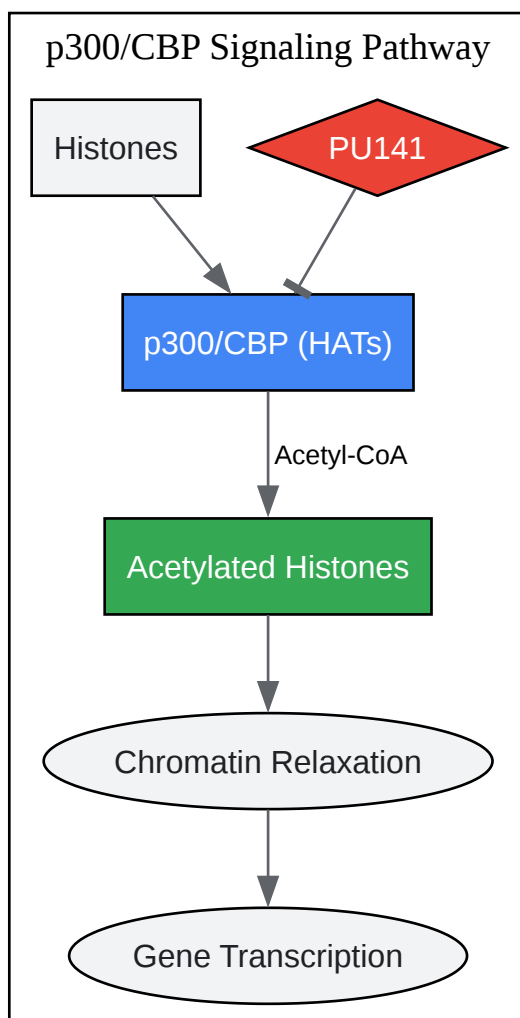 p300/CBP Signaling Pathway
Histones
PU141
p300/CBP (HATs)
Acetyl-CoA
Acetylated Histones
Chromatin Relaxation
Gene Transcription